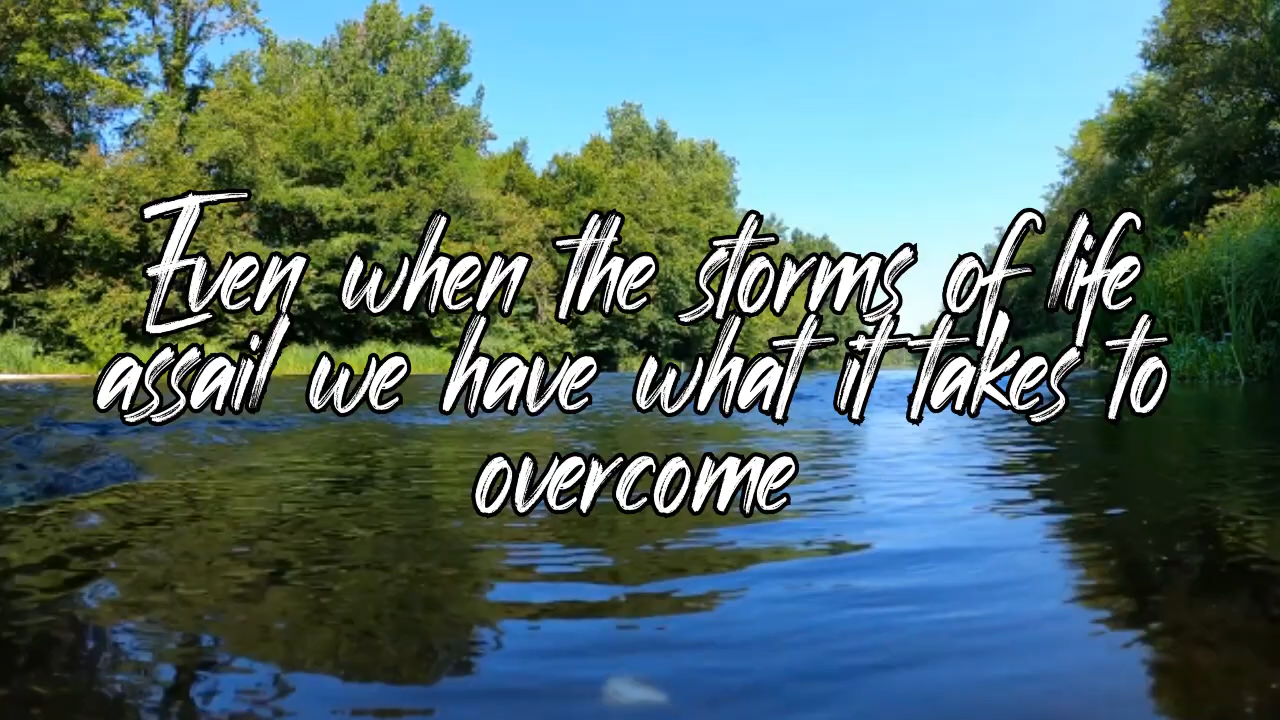 Even when the storms of life
assail we have what it takes to
overcome